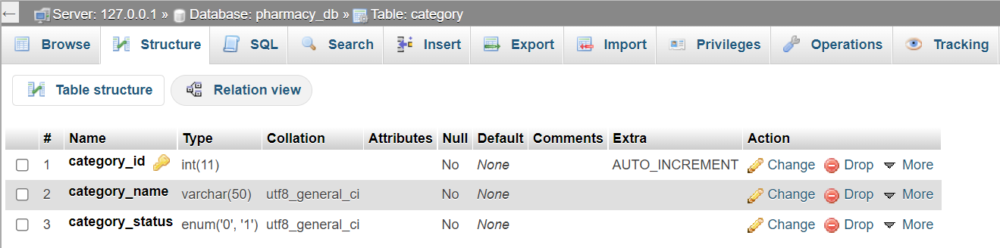 Server: 127.0.0.1 » Database: pharmacy_db » Table: category
Browse Structure SQL Search Insert Export Import Privileges Operations Tracking
Table structure Relation view
# Name Type Collation Attributes Null Default Comments Extra Action
1 category_id int(11) No None AUTO_INCREMENT Change Drop More
2 category_name varchar(50) utf8_general_ci No None Change Drop More
3 category_status enum('0', '1') utf8_general_ci No None Change Drop More